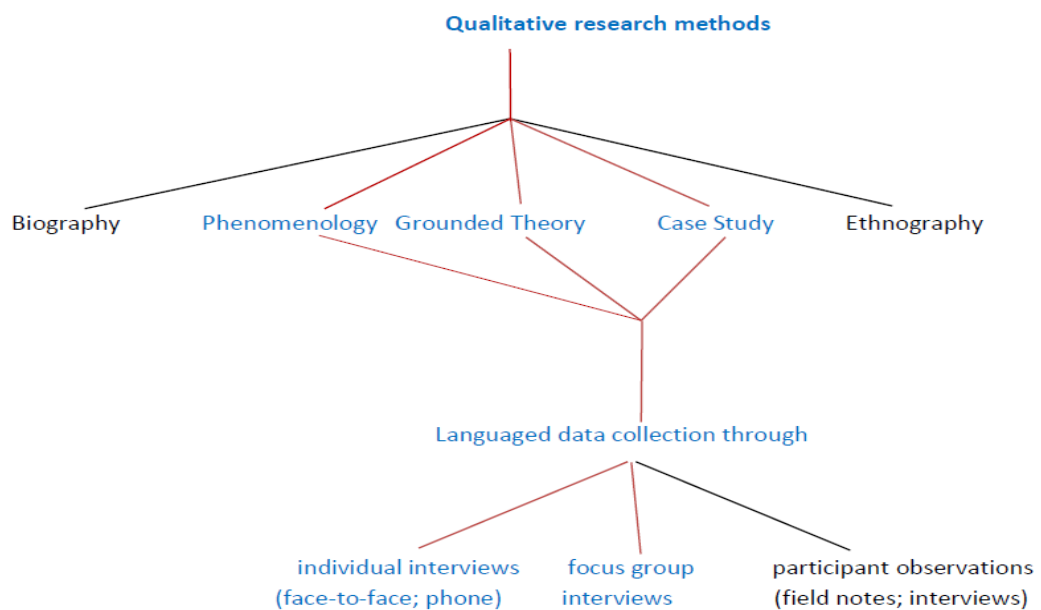 Qualitative research methods
Biography
Phenomenology
Grounded Theory
Case Study
Ethnography
Languaged data collection through
individual interviews
(face-to-face; phone)
focus group
interviews
participant observations
(field notes; interviews)